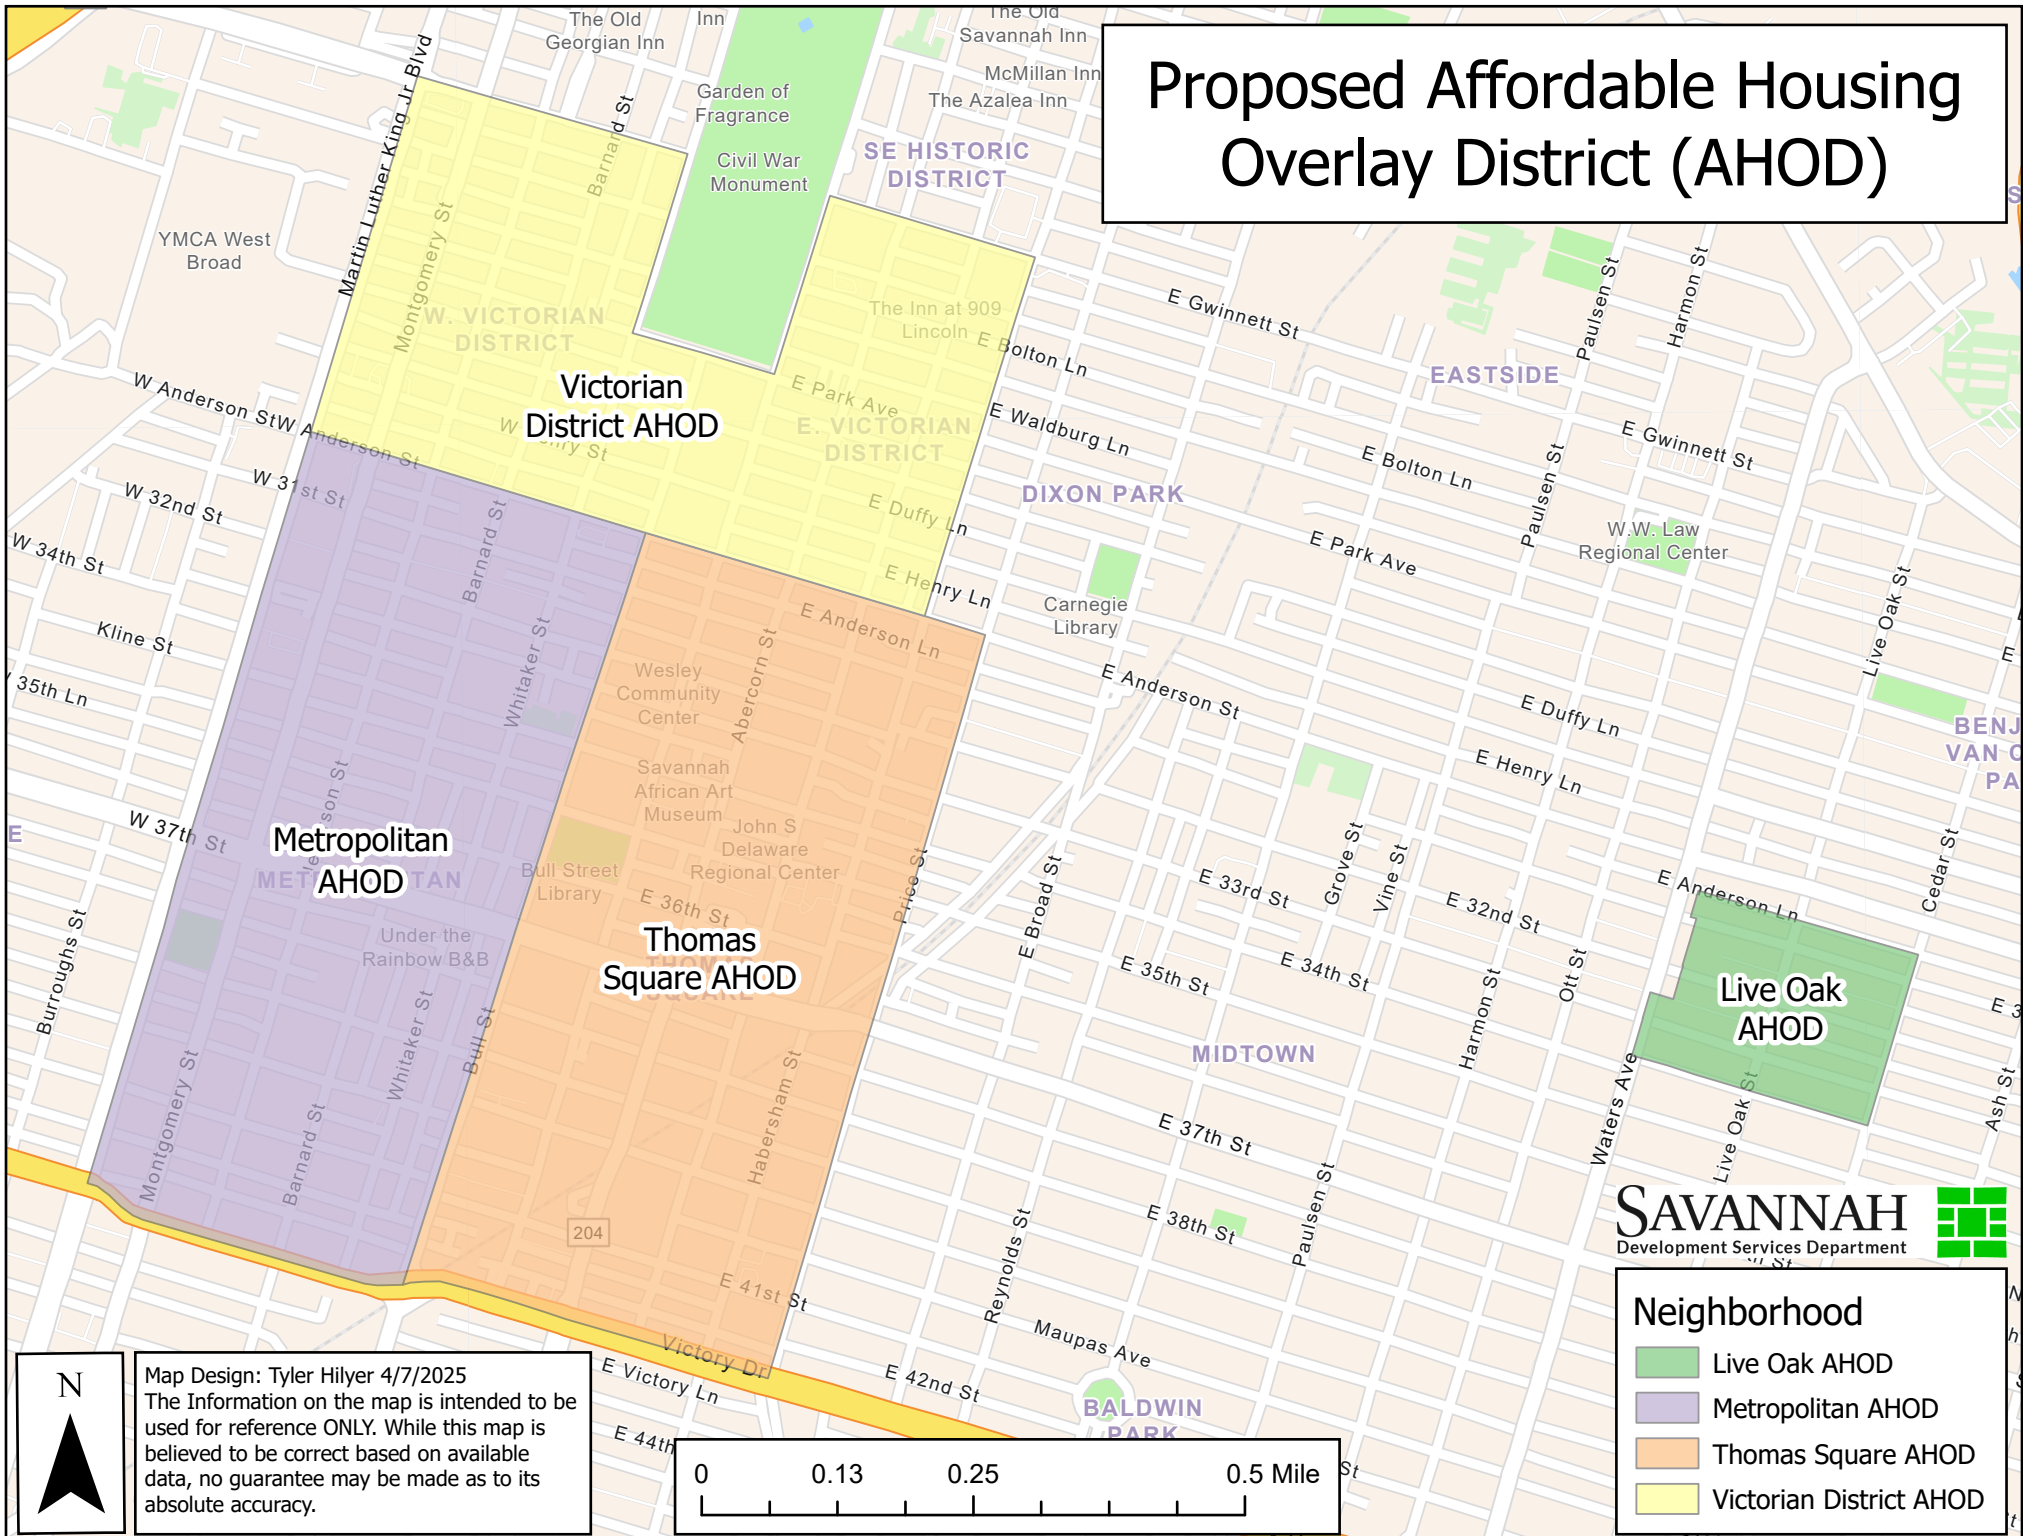 Proposed Affordable Housing
Overlay District (AHOD)
The Old
Georgian Inn
Inn
The Old
Savannah Inn
McMillan Inn
The Azalea Inn
Garden of
Fragrance
Civil War
Monument
SE HISTORIC
DISTRICT
Martin Luther King Jr Blvd
Barnard St
Montgomery St
YMCA West
Broad
W. VICTORIAN
DISTRICT
The Inn at 909
Lincoln
E Bolton Ln
E Gwinnett St
Paulsen St
Harmon St
EASTSIDE
Victorian
District AHOD
E Park Ave
E. VICTORIAN
DISTRICT
E Waldburg Ln
W Anderson St
W Anderson St
W Henry St
E Gwinnett St
E Bolton Ln
Paulsen St
W 31st St
W 32nd St
DIXON PARK
E Duffy Ln
W.W. Law
Regional Center
W 34th St
Barnard St
E Park Ave
E Henry Ln
Carnegie
Library
Live Oak St
E Anderson Ln
Kline St
Whitaker St
Abercorn St
Wesley
Community
Center
35th Ln
E Anderson St
E Duffy Ln
E
BENJ
VAN C
PA
Savannah
African Art
Museum
E Henry Ln
W 37th St
John S
Delaware
Regional Center
Metropolitan
AHOD
Bull Street
Library
E 36th St
Price St
E Broad St
E 33rd St
Grove St
Vine St
E 32nd St
E Anderson Ln
Cedar St
E
Under the
Rainbow B&B
Thomas
Square AHOD
E 35th St
E 34th St
Ott St
Harmon St
Live Oak
AHOD
E 3
Burroughs St
Whitaker St
Bull St
MIDTOWN
Habersham St
Waters Ave
Live Oak St
Ash St
Montgomery St
Barnard St
E 37th St
E 38th St
Paulsen St
Reynolds St
204
E 41st St
Maupas Ave
Victory Dr
E Victory Ln
E 42nd St
BALDWIN
PARK
E 44th
St
SAVANNAH
Development Services Department
Neighborhood
Live Oak AHOD
Metropolitan AHOD
Thomas Square AHOD
Victorian District AHOD
N
Map Design: Tyler Hilyer 4/7/2025
The Information on the map is intended to be
used for reference ONLY. While this map is
believed to be correct based on available
data, no guarantee may be made as to its
absolute accuracy.
0 0.13 0.25 0.5 Mile